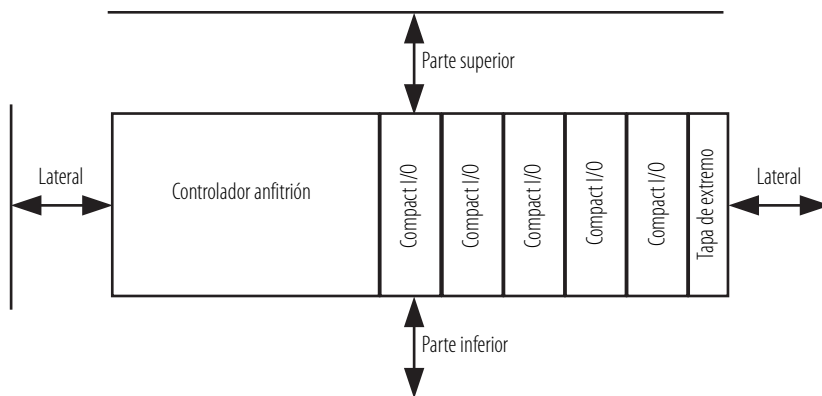 Parte superior
Lateral
Controlador anfitrión
Compact I/O
Compact I/O
Compact I/O
Compact I/O
Compact I/O
Tapa de extremo
Lateral
Parte inferior